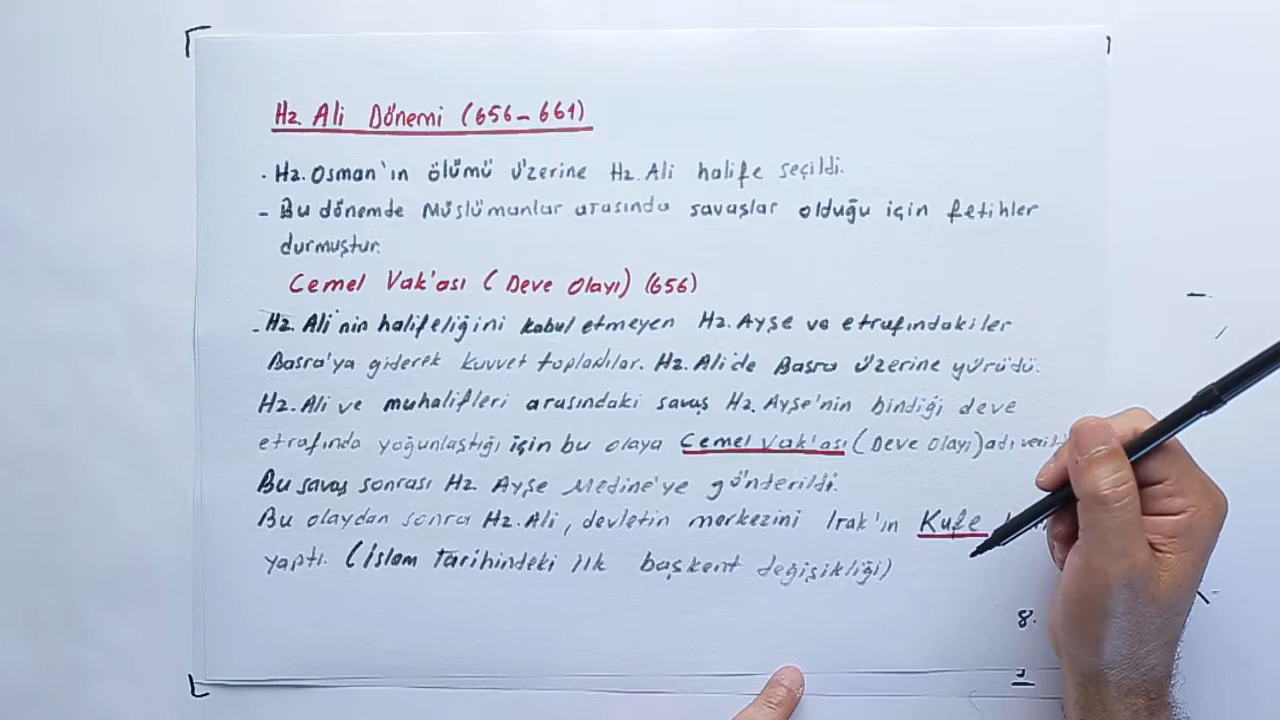 Hz. Ali Dönemi (656-661)
. Hz. Osman'ın ölümü üzerine Hz. Ali halife seçildi.
- Bu dönemde Müslümanlar arasında savaşlar olduğu için fetihler
durmuştur.
Cemel Vak'ası (Deve Olayı) (656)
- Hz. Ali'nin halifeliğini kabul etmeyen Hz. Ayşe ve etrafındakiler
Basra'ya giderek kuvvet topladılar. Hz. Ali'de Basra üzerine yürüdü.
Hz. Ali ve muhalifleri arasındaki savaş Hz. Ayşe'nin bindiği deve
etrafında yoğunlaştığı için bu olaya Cemel Vak'ası (Deve Olayı) adı
Bu savaş sonrası Hz. Ayşe Medine'ye gönderildi.
Bu olaydan sonra Hz. Ali, devletin merkezini Irak'ın Kufe
yaptı. (İslam Tarihindeki ilk başkent değişikliği)
8.